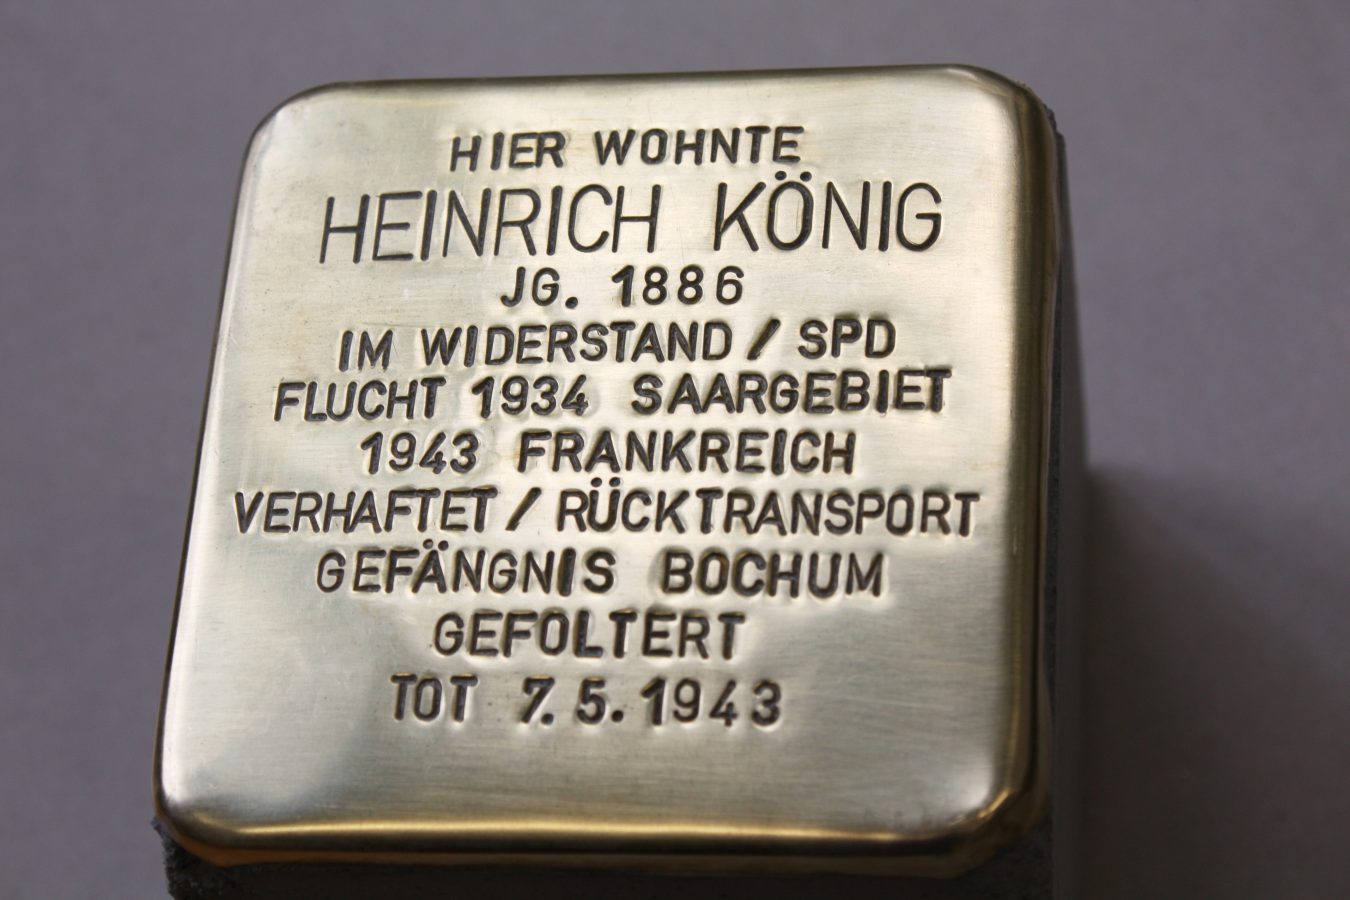 HIER WOHNTE
HEINRICH KÖNIG
JG. 1886
IM WIDERSTAND / SPD
FLUCHT 1934 SAARGEBIET
1943 FRANKREICH
VERHAFTET / RÜCKTRANSPORT
GEFÄNGNIS BOCHUM
GEFOLTERT
TOT 7.5.1943